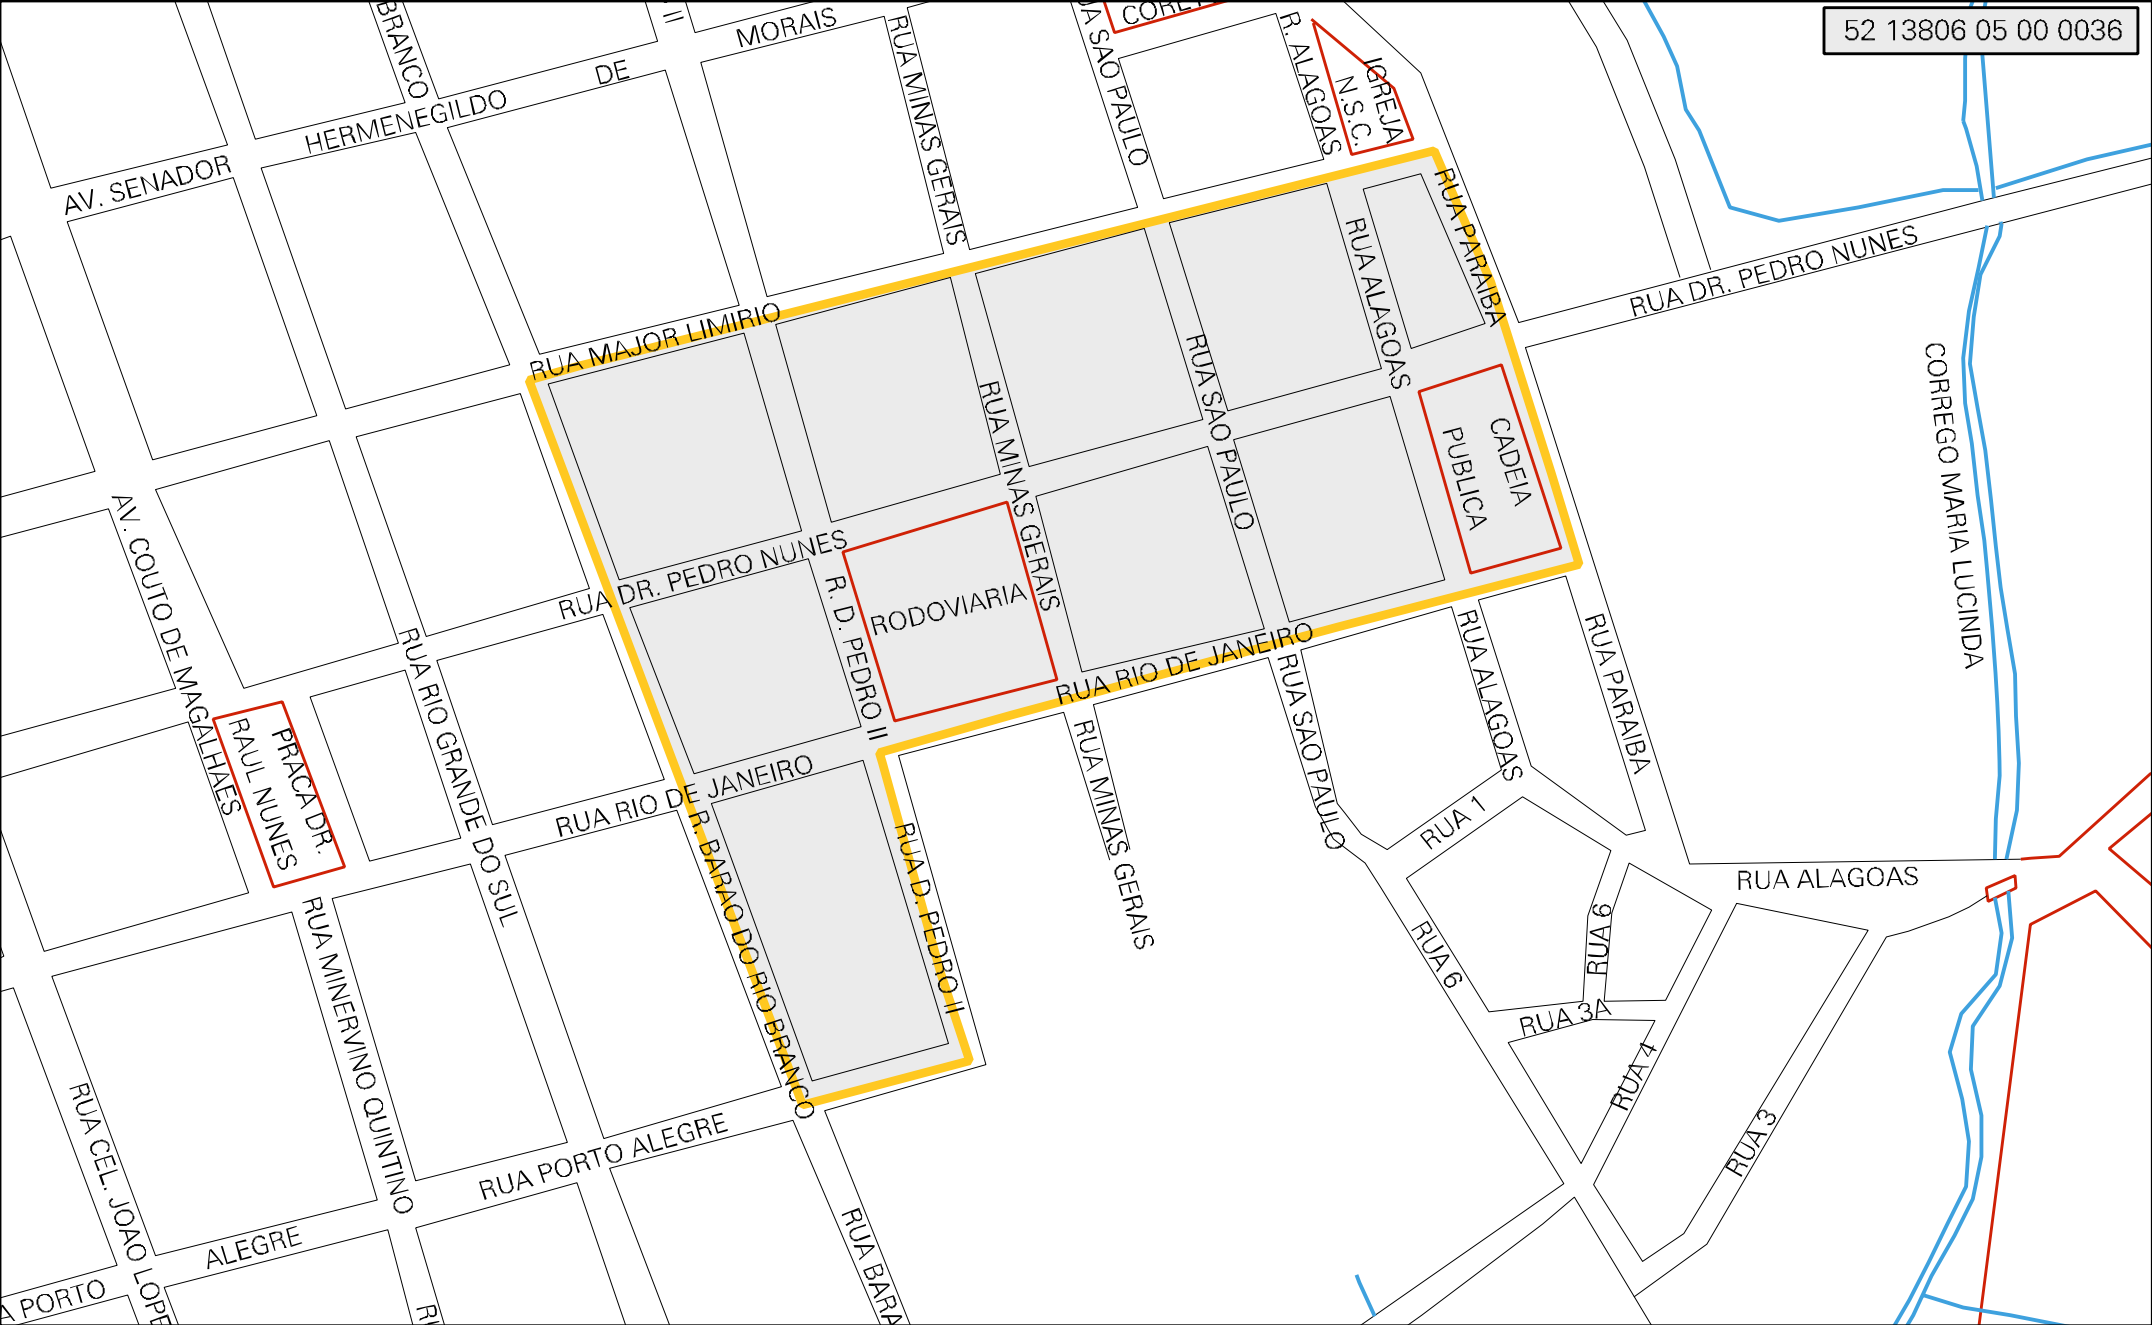 52 13806 05 00 0036
BRANCO
II
MORAIS
DE
HERMENEGILDO
AV. SENADOR
RUA MINAS GERAIS
RUA SAO PAULO
R. ALAGOAS
IGREJA
N.S.C.
RUA PARAIBA
RUA DR. PEDRO NUNES
RUA MAJOR LIMIRIO
RUA ALAGOAS
RUA SAO PAULO
RUA MINAS GERAIS
CADEIA
PUBLICA
CORREGO MARIA LUCINDA
AV. COUTO DE MAGALHAES
RUA DR. PEDRO NUNES
R. D. PEDRO II
RODOVIARIA
RUA RIO DE JANEIRO
RUA RIO GRANDE DO SUL
RUA ALAGOAS
RUA PARAIBA
RUA SAO PAULO
RUA MINAS GERAIS
PRACA DR.
RAUL NUNES
RUA RIO DE JANEIRO
R. BARAO DO RIO BRANCO
RUA D. PEDRO II
RUA 1
RUA ALAGOAS
RUA 6
RUA 6
RUA 3A
RUA 4
RUA 3
RUA MINERVINO QUINTINO
RUA CEL. JOAO LOPE
RUA PORTO ALEGRE
ALEGRE
A PORTO
RUA BARA